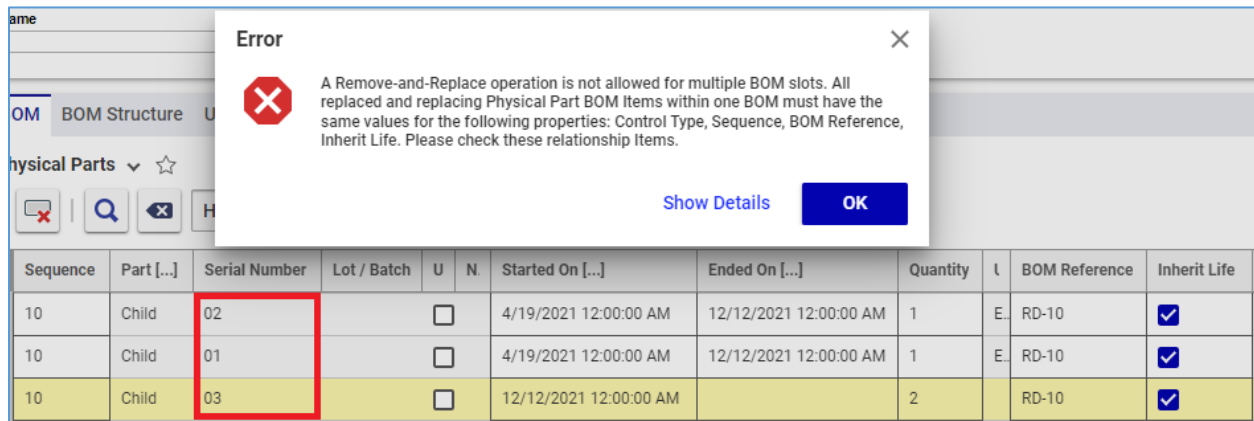 ame
Error
A Remove-and-Replace operation is not allowed for multiple BOM slots. All
replaced and replacing Physical Part BOM Items within one BOM must have the
same values for the following properties: Control Type, Sequence, BOM Reference,
Inherit Life. Please check these relationship Items.
Show Details OK
OM BOM Structure U
hysical Parts
H
Sequence Part [...] Serial Number Lot / Batch U N. Started On [...] Ended On [...] Quantity BOM Reference Inherit Life
10 Child 02 4/19/2021 12:00:00 AM 12/12/2021 12:00:00 AM 1 E.. RD-10
10 Child 01 4/19/2021 12:00:00 AM 12/12/2021 12:00:00 AM 1 E.. RD-10
10 Child 03 12/12/2021 12:00:00 AM 2 RD-10